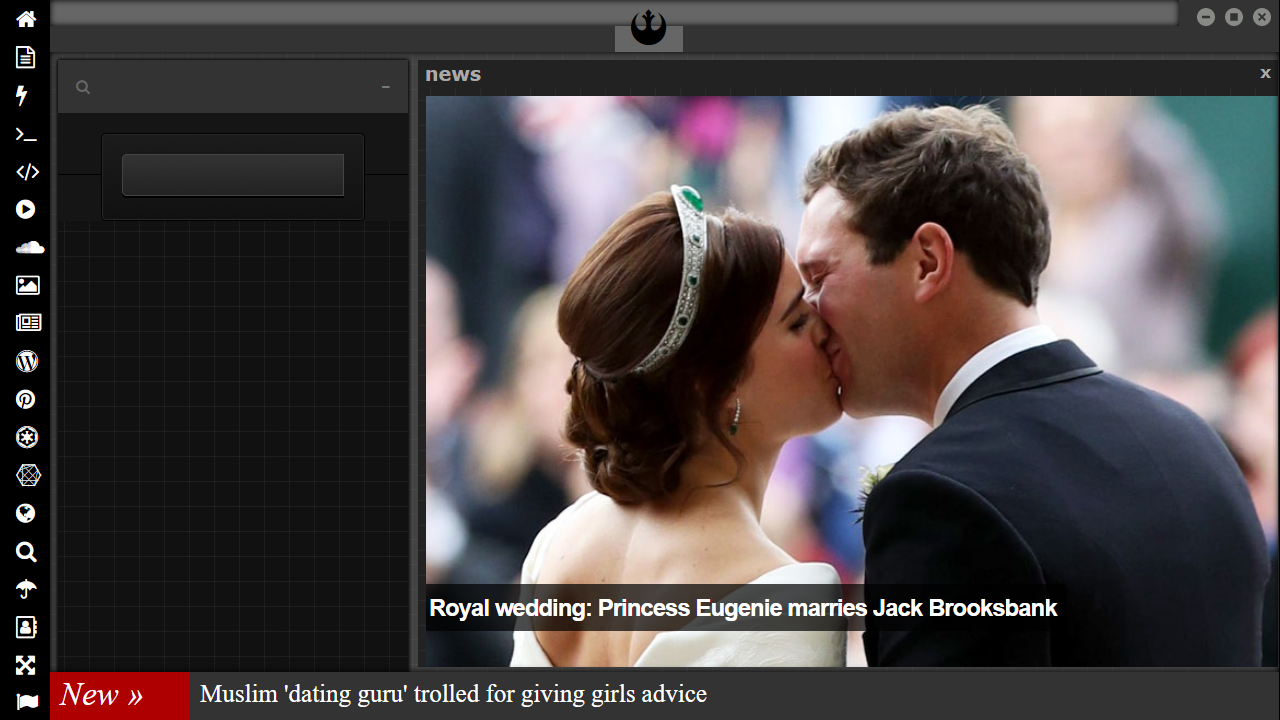 news
x
Royal wedding: Princess Eugenie marries Jack Brooksbank
New »
Muslim 'dating guru' trolled for giving girls advice